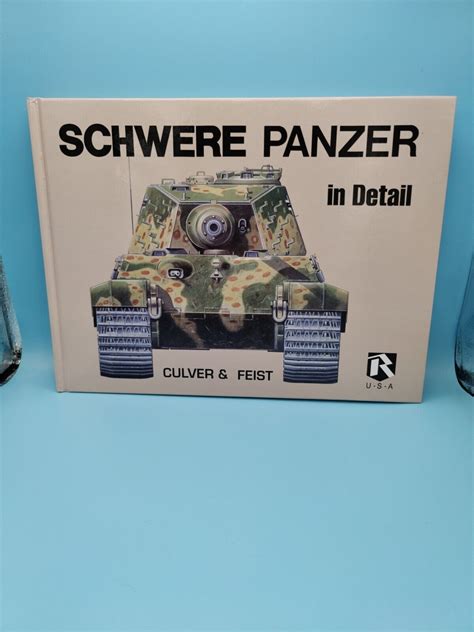 SCHWERE PANZER
in Detail
CULVER & FEIST
R
U·S·A